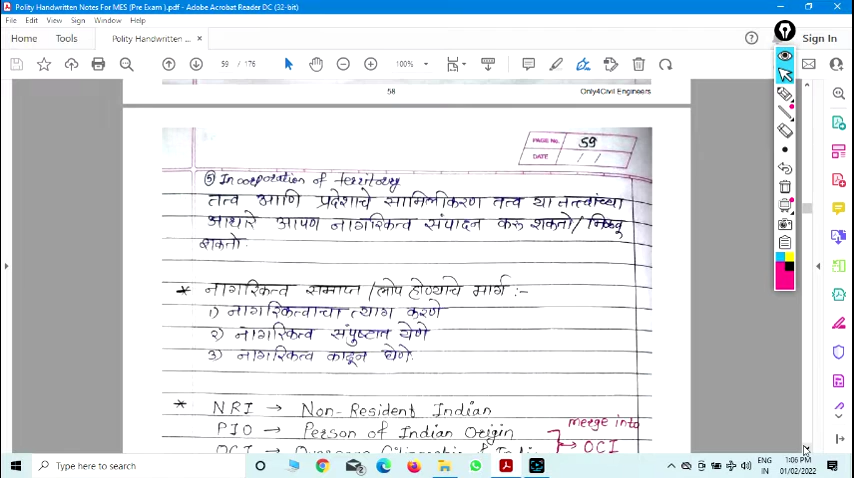 Polity Handwritten Notes For MES (Pre Exam ).pdf - Adobe Acrobat Reader DC (32-bit)
File Edit View Sign Window Help
Home Tools Polity Handwritten ... × Sign In
59 / 176 100%
58 Only4Civil Engineers
PAGE NO. 59
DATE / /
⑤ Incorporation of territory
तत्व आणि प्रदेशाचे सामिलीकरण तत्व या तत्त्वांच्या
आधारे आपण नागरिकत्व संपादन करू शकतो/मिळवू
शकतो.
* नागरिकत्व समाप्त/लोप होण्याचे मार्ग :-
1) नागरिकत्वाचा त्याग करणे
2) नागरिकत्व संपुष्टात येणे
3) नागरिकत्व काढून घेणे.
* NRI → Non-Resident Indian
PIO → Person of Indian Origin
merge into
→ OCI
Type here to search
ENG
IN
1:06 PM
01/02/2022